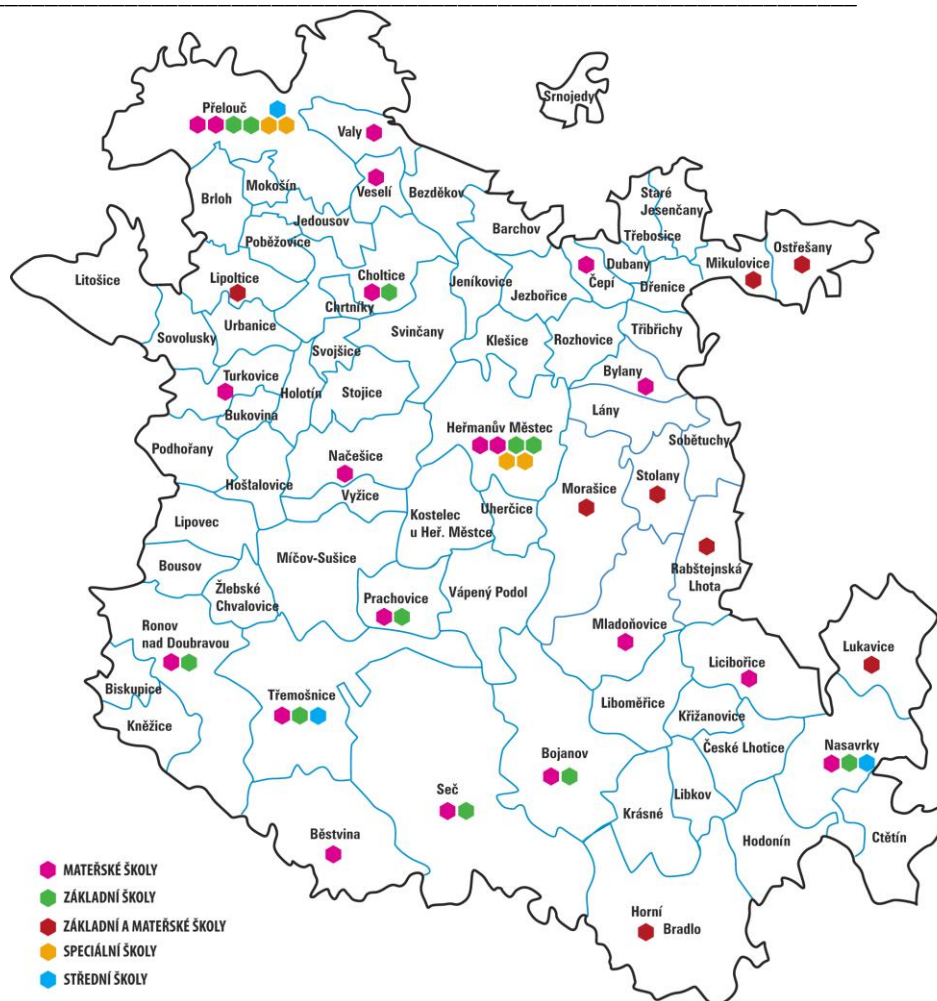 Srnojedy
Přelouč
Valy
Veselí
Bezděkov
Mokošín
Brloh
Jedousov
Staré
Jesenčany
Barchov
Třebosice
Poběžovice
Ostřešany
Mikulovice
Litošice
Lipoltice
Choltice
Jeníkovice
Dubany
Čepí
Dřenice
Chrtníky
Jezbořice
Urbanice
Svinčany
Třibřichy
Sovolusky
Svojšice
Klešice
Rozhovice
Turkovice
Holotín
Stojice
Bylany
Bukovina
Lány
Heřmanův Městec
Podhořany
Sobětuchy
Načešice
Hoštalovice
Stolany
Morašice
Vyžice
Lipovec
Kostelec
u Heř. Městce
Uherčice
Míčov-Sušice
Bousov
Rabštejnská
Lhota
Žlebské
Chvalovice
Prachovice
Vápený Podol
Ronov
nad Doubravou
Mladoňovice
Licibořice
Lukavice
Biskupice
Třemošnice
Liboměřice
Křižanovice
Kněžice
České Lhotice
Nasavrky
Bojanov
Seč
Libkov
Krásné
Běstvina
Hodonín
Ctětín
Horní
Bradlo
MATEŘSKÉ ŠKOLY
ZÁKLADNÍ ŠKOLY
ZÁKLADNÍ A MATEŘSKÉ ŠKOLY
SPECIÁLNÍ ŠKOLY
STŘEDNÍ ŠKOLY